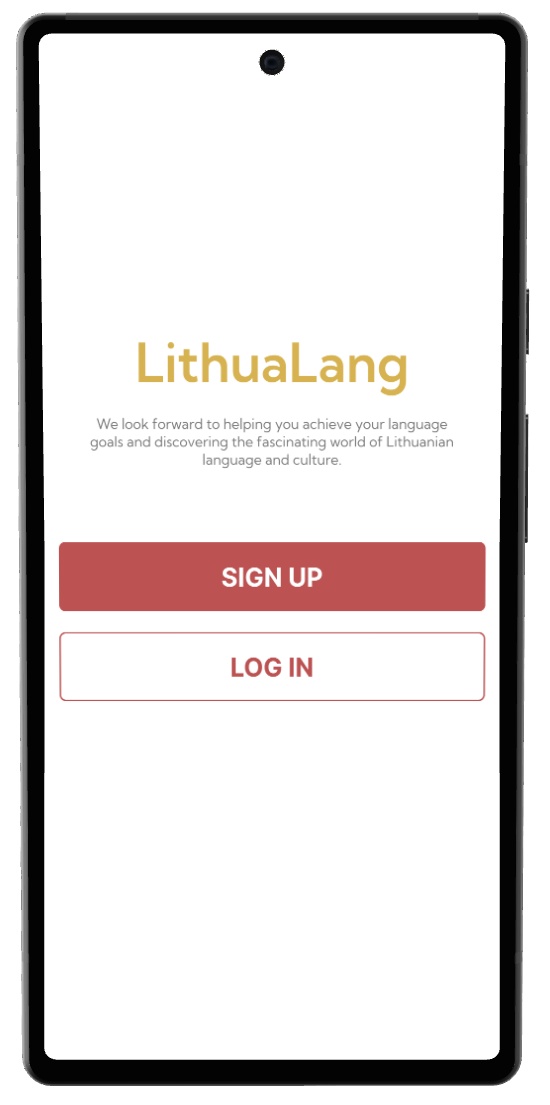 LithuaLang
We look forward to helping you achieve your language
goals and discovering the fascinating world of Lithuanian
language and culture.
SIGN UP
LOG IN